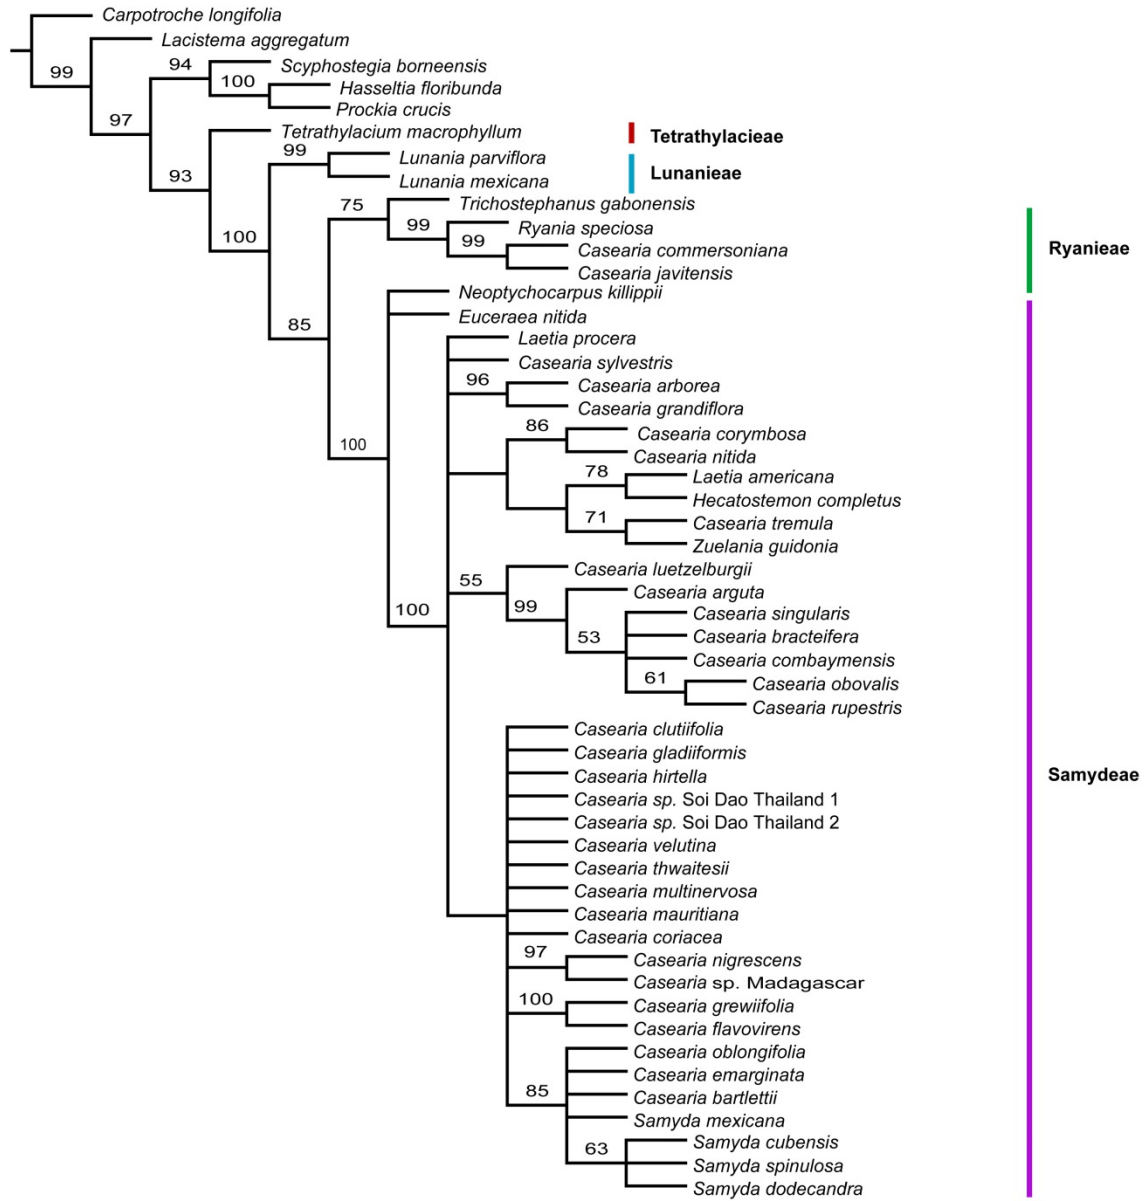 Carpotroche longifolia
Lacistema aggregatum
99
94
Scyphostegia borneensis
100
Hasseltia floribunda
Prockia crucis
97
Tetrathylacium macrophyllum
Tetrathylacieae
99
Lunania parviflora
93
Lunania mexicana
Lunanieae
75
Trichostephanus gabonensis
99
Ryania speciosa
100
99
Casearia commersoniana
Ryanieae
Casearia javitensis
Neoptychocarpus killippii
85
Euceraea nitida
Laetia procera
Casearia sylvestris
96
Casearia arborea
Casearia grandiflora
86
Casearia corymbosa
100
Casearia nitida
78
Laetia americana
Hecatostemon completus
71
Casearia tremula
Zuelania guidonia
55
Casearia luetzelburgii
100
99
Casearia arguta
Casearia singularis
53
Casearia bracteifera
Casearia combaymensis
61
Casearia obovalis
Casearia rupestris
Casearia clutiifolia
Casearia gladiiformis
Casearia hirtella
Samydeae
Casearia sp. Soi Dao Thailand 1
Casearia sp. Soi Dao Thailand 2
Casearia velutina
Casearia thwaitesii
Casearia multinervosa
Casearia mauritiana
Casearia coriacea
97
Casearia nigrescens
Casearia sp. Madagascar
100
Casearia grewiifolia
Casearia flavovirens
Casearia oblongifolia
Casearia emarginata
85
Casearia bartlettii
Samyda mexicana
63
Samyda cubensis
Samyda spinulosa
Samyda dodecandra